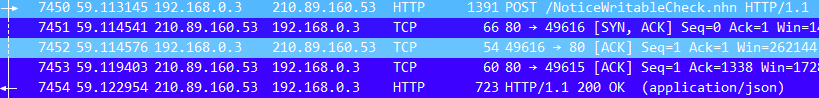 7450 59.113145 192.168.0.3 210.89.160.53 HTTP 1391 POST /NoticeWritableCheck.nhn HTTP/1.1
7451 59.114541 210.89.160.53 192.168.0.3 TCP 66 80 → 49616 [SYN, ACK] Seq=0 Ack=1 Win=14
7452 59.114576 192.168.0.3 210.89.160.53 TCP 54 49616 → 80 [ACK] Seq=1 Ack=1 Win=262144
7453 59.119403 210.89.160.53 192.168.0.3 TCP 60 80 → 49615 [ACK] Seq=1 Ack=1338 Win=1728
7454 59.122954 210.89.160.53 192.168.0.3 HTTP 723 HTTP/1.1 200 OK (application/json)